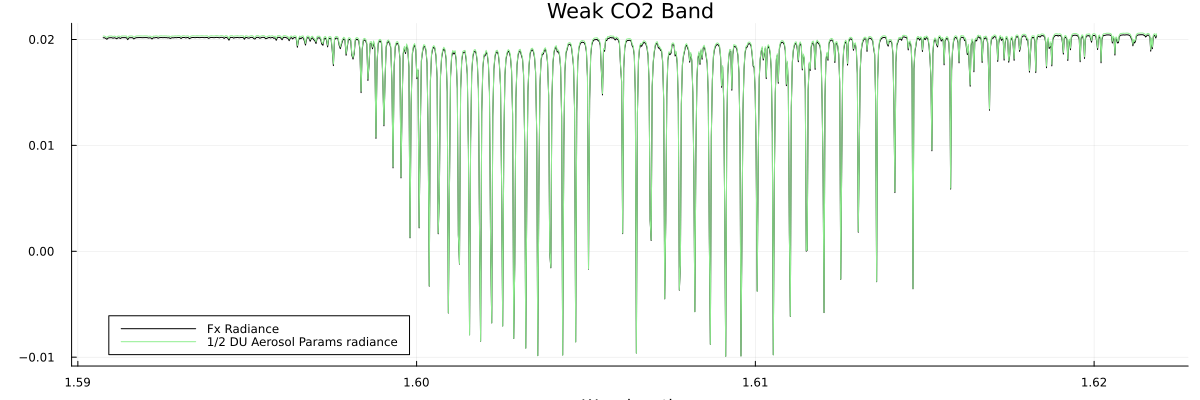 Weak CO2 Band
0.02
0.01
0.00
−0.01
Fx Radiance
1/2 DU Aerosol Params radiance
1.59 1.60 1.61 1.62